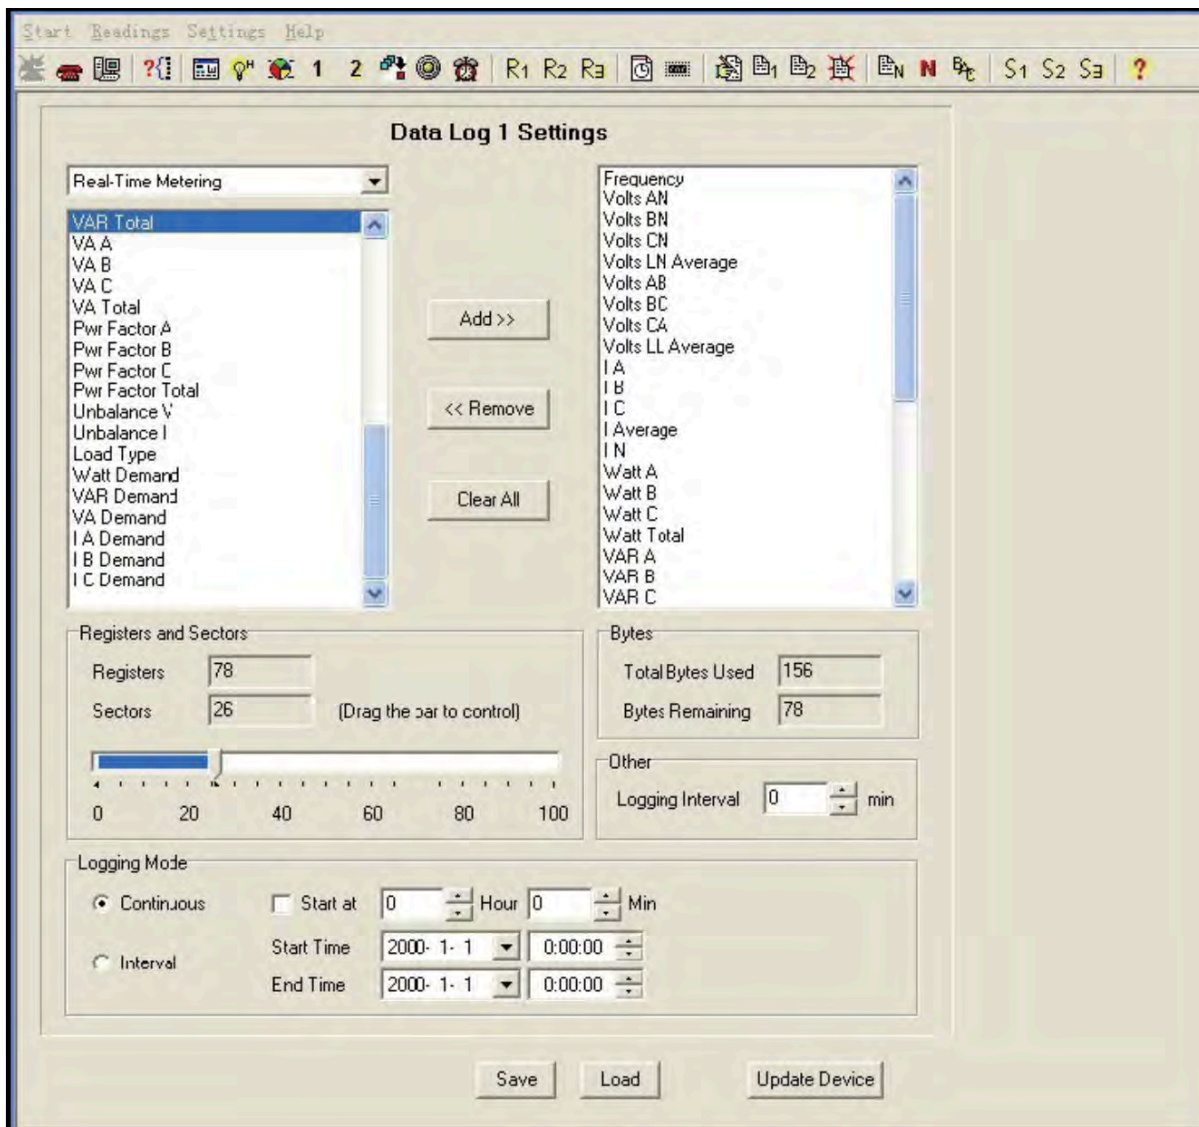 Start Readings Settings Help
?{} 1 2 R1 R2 R3 1 2 N N S1 S2 S3 ?
Data Log 1 Settings
Real-Time Metering
VAR Total
VA A
VA B
VA C
VA Total
Pwr Factor A
Pwr Factor B
Pwr Factor C
Pwr Factor Total
Unbalance V
Unbalance I
Load Type
Watt Demand
VAR Demand
VA Demand
I A Demand
I B Demand
I C Demand
Add >>
<< Remove
Clear All
Frequency
Volts AN
Volts BN
Volts CN
Volts LN Average
Volts AB
Volts BC
Volts CA
Volts LL Average
I A
I B
I C
I Average
I N
Watt A
Watt B
Watt C
Watt Total
VAR A
VAR B
VAR C
Registers and Sectors
Registers 78
Sectors 26 (Drag the bar to control)
0 20 40 60 80 100
Bytes
Total Bytes Used 156
Bytes Remaining 78
Other
Logging Interval 0 min
Logging Mode
Continuous Start at 0 Hour 0 Min
Interval
Start Time 2000- 1- 1 0:00:00
End Time 2000- 1- 1 0:00:00
Save Load Update Device